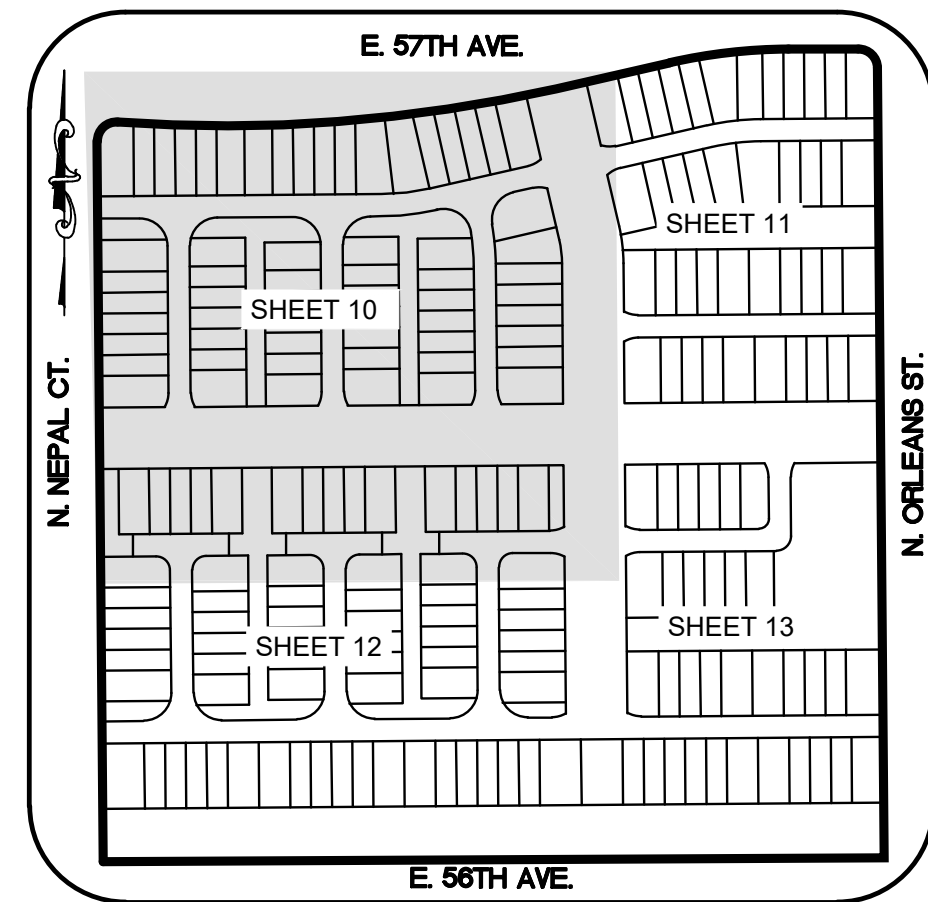 E. 57TH AVE.
SHEET 11
SHEET 10
N. NEPAL CT.
N. ORLEANS ST.
SHEET 12
SHEET 13
E. 56TH AVE.